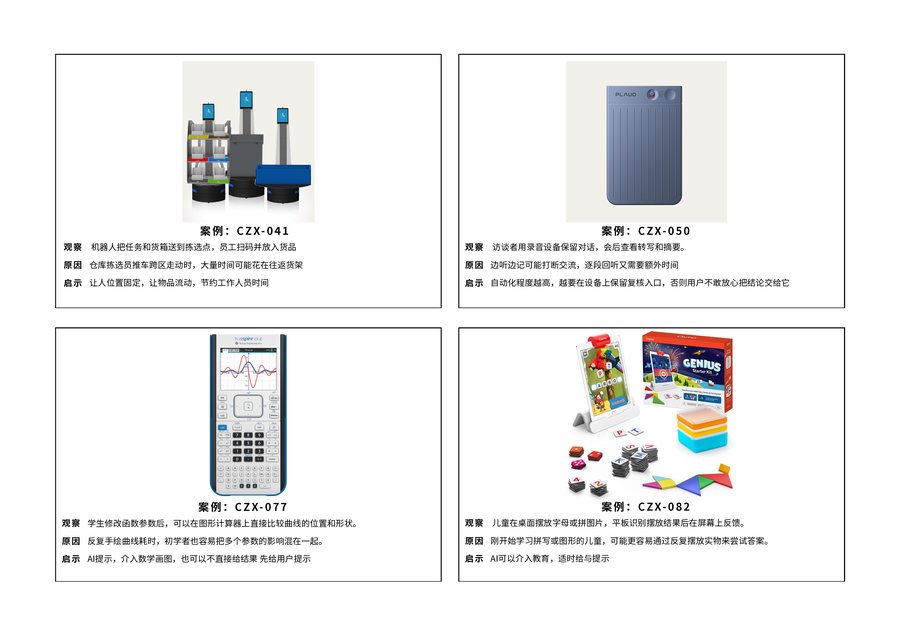 案例：CZX-041
观察 机器人把任务和货箱送到拣选点，员工扫码并放入货品
原因 仓库拣选员推车跨区走动时，大量时间可能花在往返货架
启示 让人位置固定，让物品流动，节约工作人员时间
PLAUD
案例：CZX-050
观察 访谈者用录音设备保留对话，会后查看转写和摘要。
原因 边听边记可能打断交流，逐段回听又需要额外时间
启示 自动化程度越高，越要在设备上保留复核入口，否则用户不敢放心把结论交给它
案例：CZX-077
观察 学生修改函数参数后，可以在图形计算器上直接比较曲线的位置和形状。
原因 反复手绘曲线耗时，初学者也容易把多个参数的影响混在一起。
启示 AI提示，介入数学画图，也可以不直接给结果 先给用户提示
GENIUS
Starter Kit
案例：CZX-082
观察 儿童在桌面摆放字母或拼图片，平板识别摆放结果后在屏幕上反馈。
原因 刚开始学习拼写或图形的儿童，可能更容易通过反复摆放实物来尝试答案。
启示 AI可以介入教育，适时给与提示